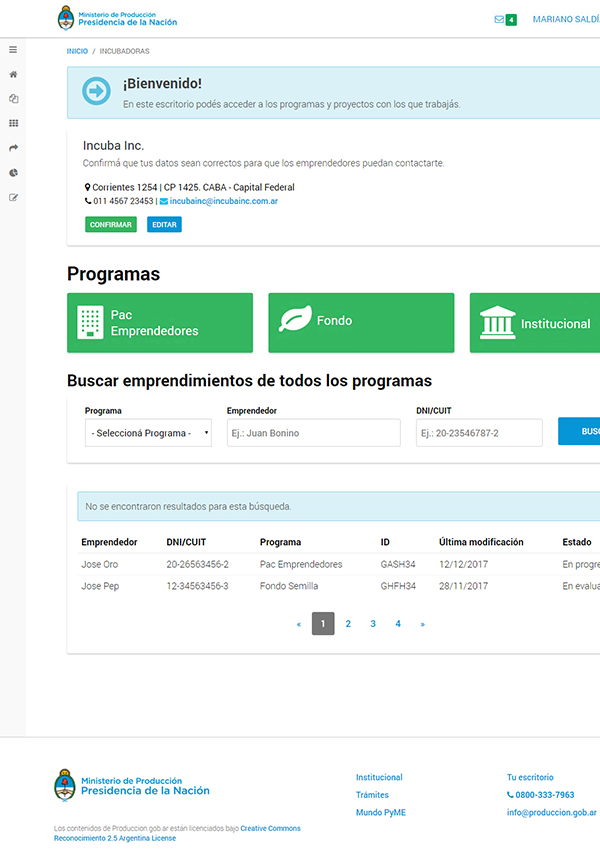 Ministerio de Producción
Presidencia de la Nación
4
MARIANO SALDÍ
INICIO / INCUBADORAS
¡Bienvenido!
En este escritorio podés acceder a los programas y proyectos con los que trabajás.
Incuba Inc.
Confirmá que tus datos sean correctos para que los emprendedores puedan contactarte.
Corrientes 1254 | CP 1425. CABA - Capital Federal
011 4567 23453 | incubainc@incubainc.com.ar
CONFIRMAR EDITAR
Programas
Pac
Emprendedores
Fondo
Institucional
Buscar emprendimientos de todos los programas
Programa Emprendedor DNI/CUIT
- Seleccioná Programa - Ej.: Juan Bonino Ej.: 20-23546787-2 BUSC
No se encontraron resultados para esta búsqueda.
Emprendedor DNI/CUIT Programa ID Última modificación Estado
Jose Oro 20-26563456-2 Pac Emprendedores GASH34 12/12/2017 En progre
Jose Pep 12-34563456-3 Fondo Semilla GHFH34 28/11/2017 En evalua
« 1 2 3 4 »
Ministerio de Producción
Presidencia de la Nación
Los contenidos de Produccion.gob.ar están licenciados bajo Creative Commons
Reconocimiento 2.5 Argentina License
Institucional
Trámites
Mundo PyME
Tu escritorio
0800-333-7963
info@produccion.gob.ar